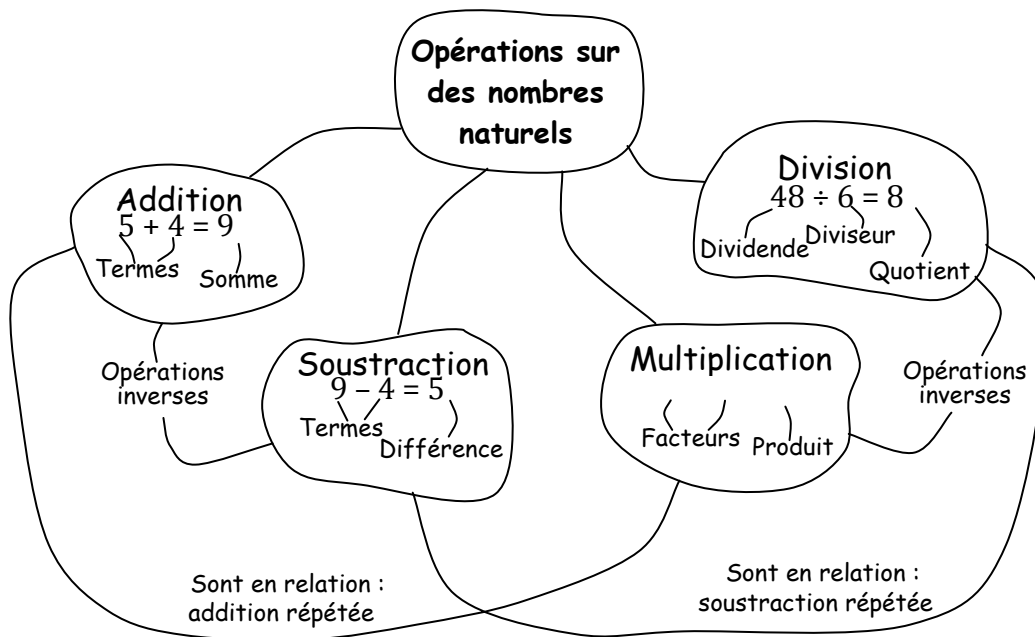 Opérations sur
des nombres
naturels
Addition
5 + 4 = 9
Termes
Somme
Division
48 ÷ 6 = 8
Dividende
Diviseur
Quotient
Opérations
inverses
Soustraction
9 – 4 = 5
Termes
Différence
Multiplication
Facteurs
Produit
Opérations
inverses
Sont en relation :
addition répétée
Sont en relation :
soustraction répétée